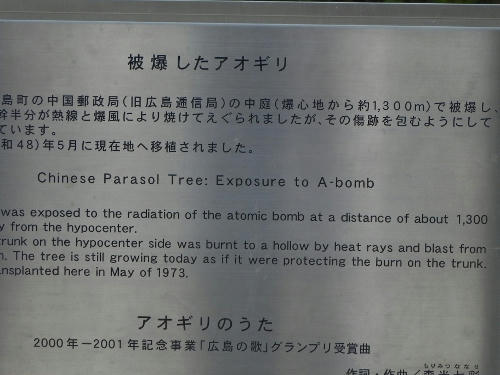 被爆したアオギリ
島町の中国郵政局(旧広島逓信局)の中庭(爆心地から約1,300m)で被爆し、
幹半分が熱線と爆風により焼けてえぐられましたが、その傷跡を包むようにして
ています。
和48)年5月に現在地へ移植されました。
Chinese Parasol Tree: Exposure to A-bomb
was exposed to the radiation of the atomic bomb at a distance of about 1,300
y from the hypocenter.
trunk on the hypocenter side was burnt to a hollow by heat rays and blast from
. The tree is still growing today as if it were protecting the burn on the trunk.
ansplanted here in May of 1973.
アオギリのうた
2000年－2001年記念事業「広島の歌」グランプリ受賞曲
作詞・作曲／